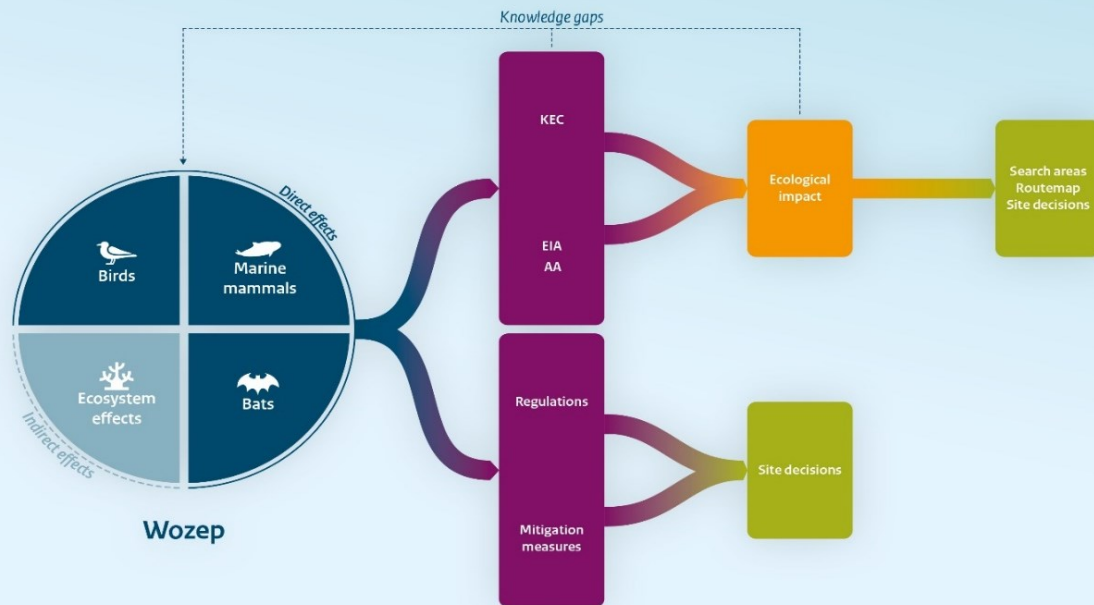 Knowledge gaps
Direct effects
Birds
Marine
mammals
Ecosystem
effects
Bats
Indirect effects
Wozep
KEC
EIA
AA
Ecological
impact
Search areas
Routemap
Site decisions
Regulations
Mitigation
measures
Site decisions